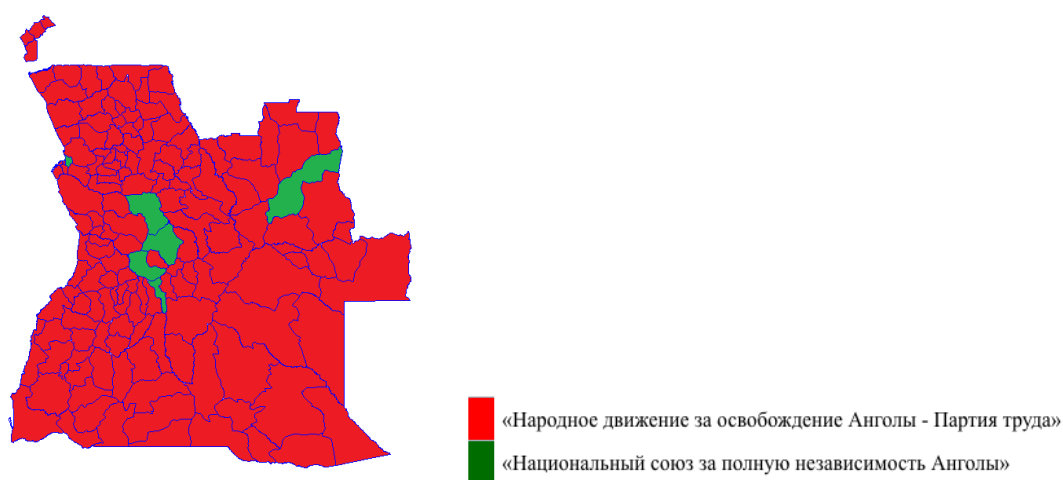 «Народное движение за освобождение Анголы - Партия труда»
«Национальный союз за полную независимость Анголы»